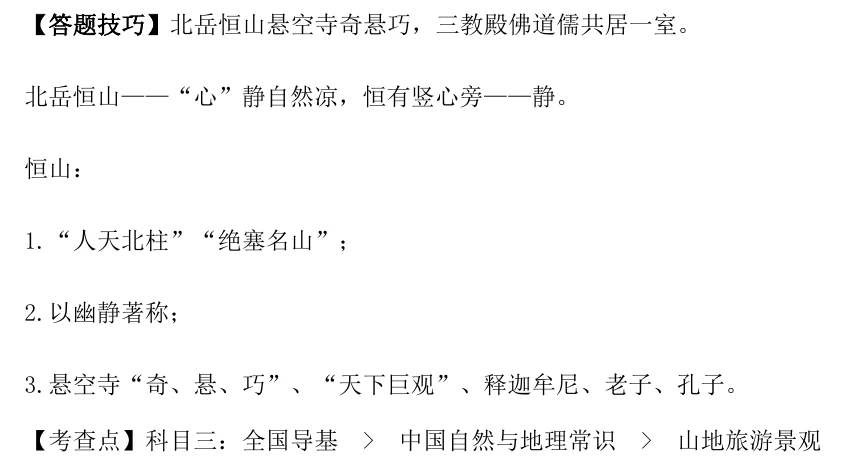 【答题技巧】北岳恒山悬空寺奇悬巧，三教殿佛道儒共居一室。
北岳恒山——“心”静自然凉，恒有竖心旁——静。
恒山：
1.“人天北柱”“绝塞名山”；
2.以幽静著称；
3.悬空寺“奇、悬、巧”、“天下巨观”、释迦牟尼、老子、孔子。
【考查点】科目三：全国导基 > 中国自然与地理常识 > 山地旅游景观